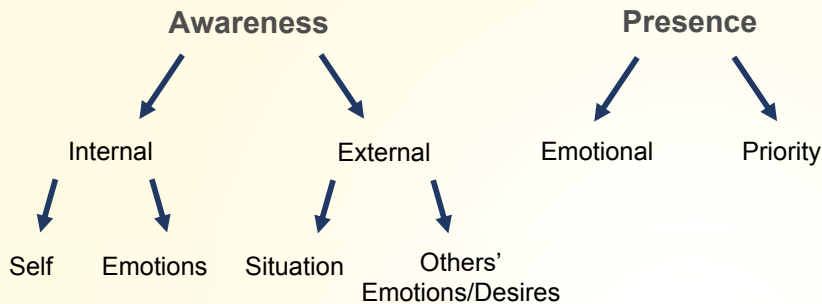 Awareness
Presence
Internal
External
Emotional
Priority
Self
Emotions
Situation
Others’
Emotions/Desires